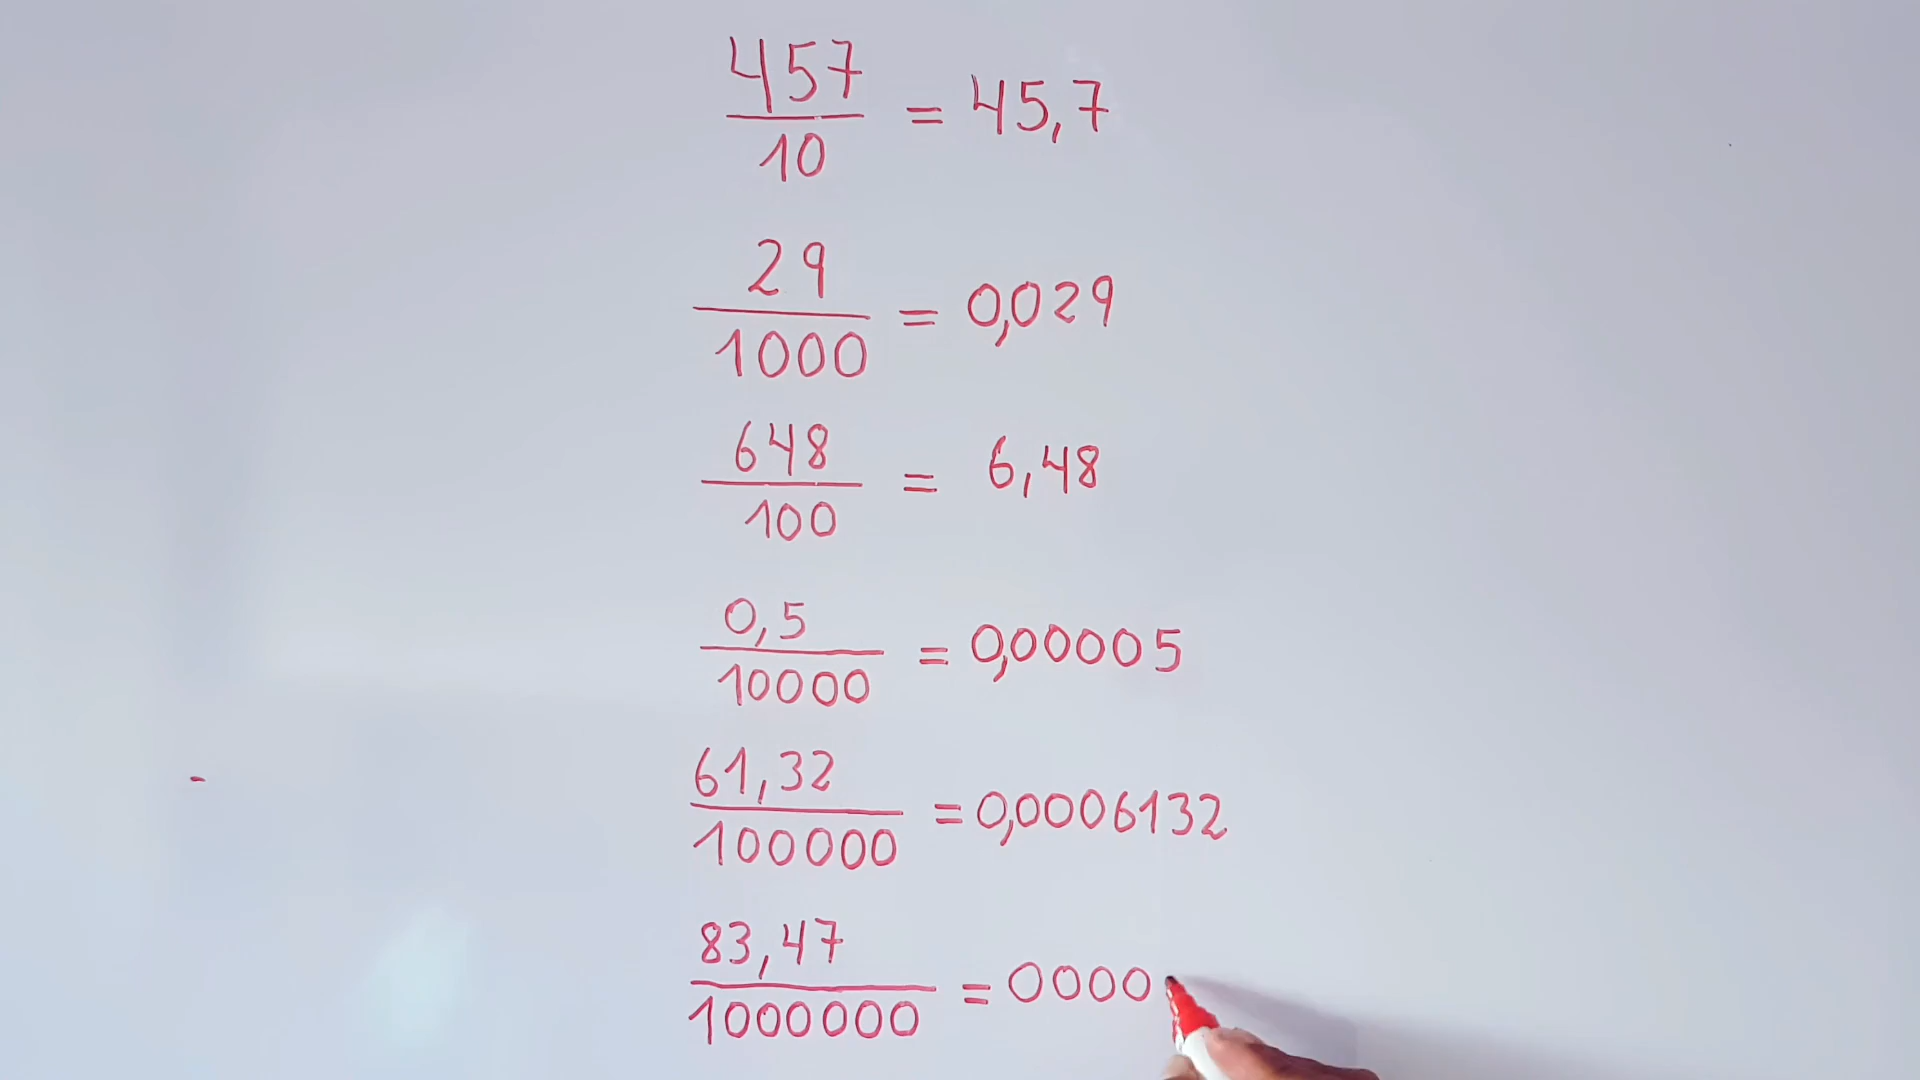 457/10 = 45,7
29/1000 = 0,029
648/100 = 6,48
0,5/10000 = 0,00005
61,32/100000 = 0,0006132
83,47/1000000 = 0000